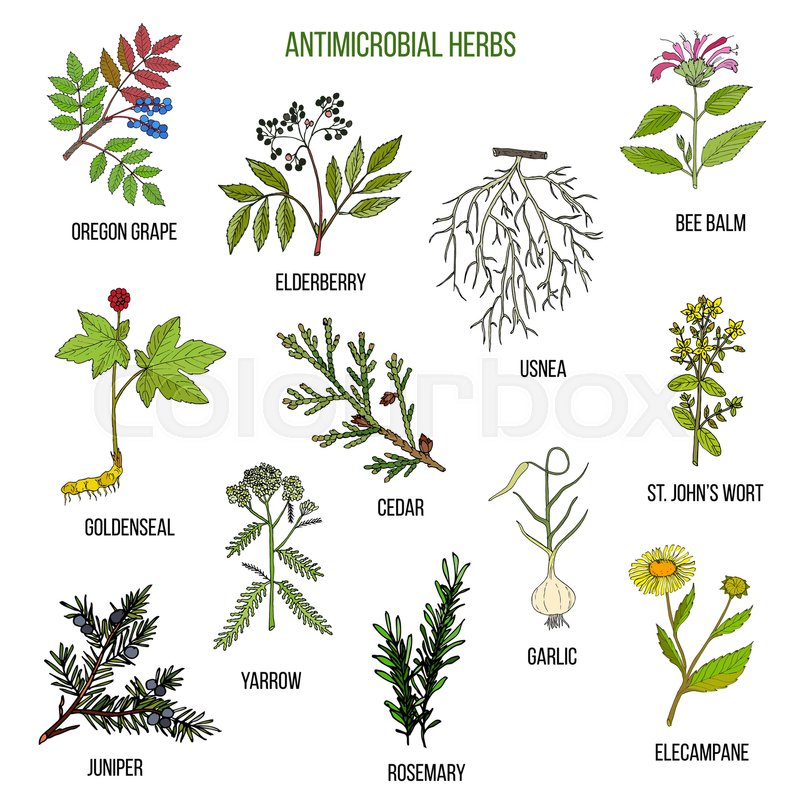 ANTIMICROBIAL HERBS
OREGON GRAPE
ELDERBERRY
USNEA
BEE BALM
GOLDENSEAL
CEDAR
ST. JOHN'S WORT
YARROW
GARLIC
JUNIPER
ROSEMARY
ELECAMPANE
colourbox